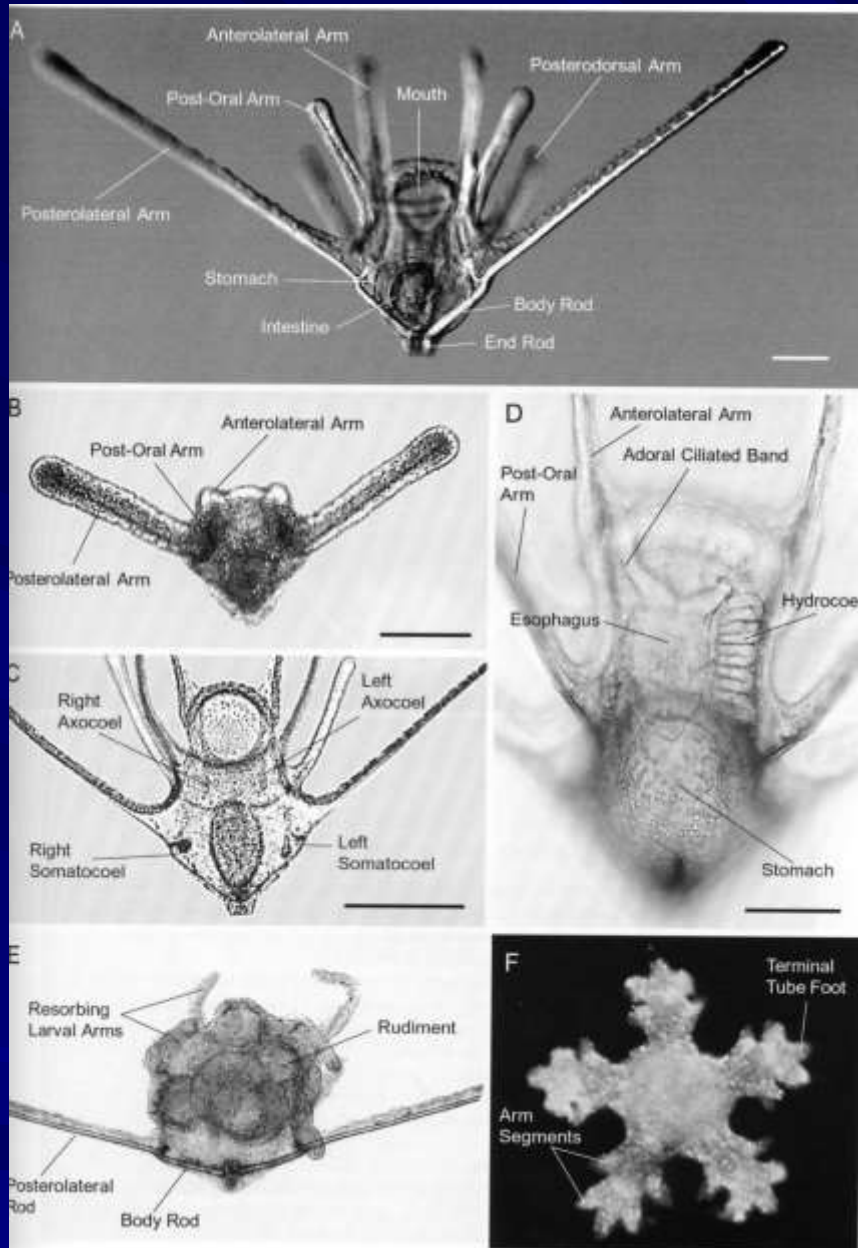 A
Anterolateral Arm
Posterodorsal Arm
Post-Oral Arm
Mouth
Posterolateral Arm
Stomach
Intestine
Body Rod
End Rod
B
Anterolateral Arm
Post-Oral Arm
Posterolateral Arm
C
Right
Axocoel
Left
Axocoel
Right
Somatocoel
Left
Somatocoel
D
Anterolateral Arm
Adoral Ciliated Band
Post-Oral
Arm
Hydrocoe
Esophagus
Stomach
E
Resorbing
Larval Arms
Rudiment
Posterolateral
Rod
Body Rod
F
Terminal
Tube Foot
Arm
Segments